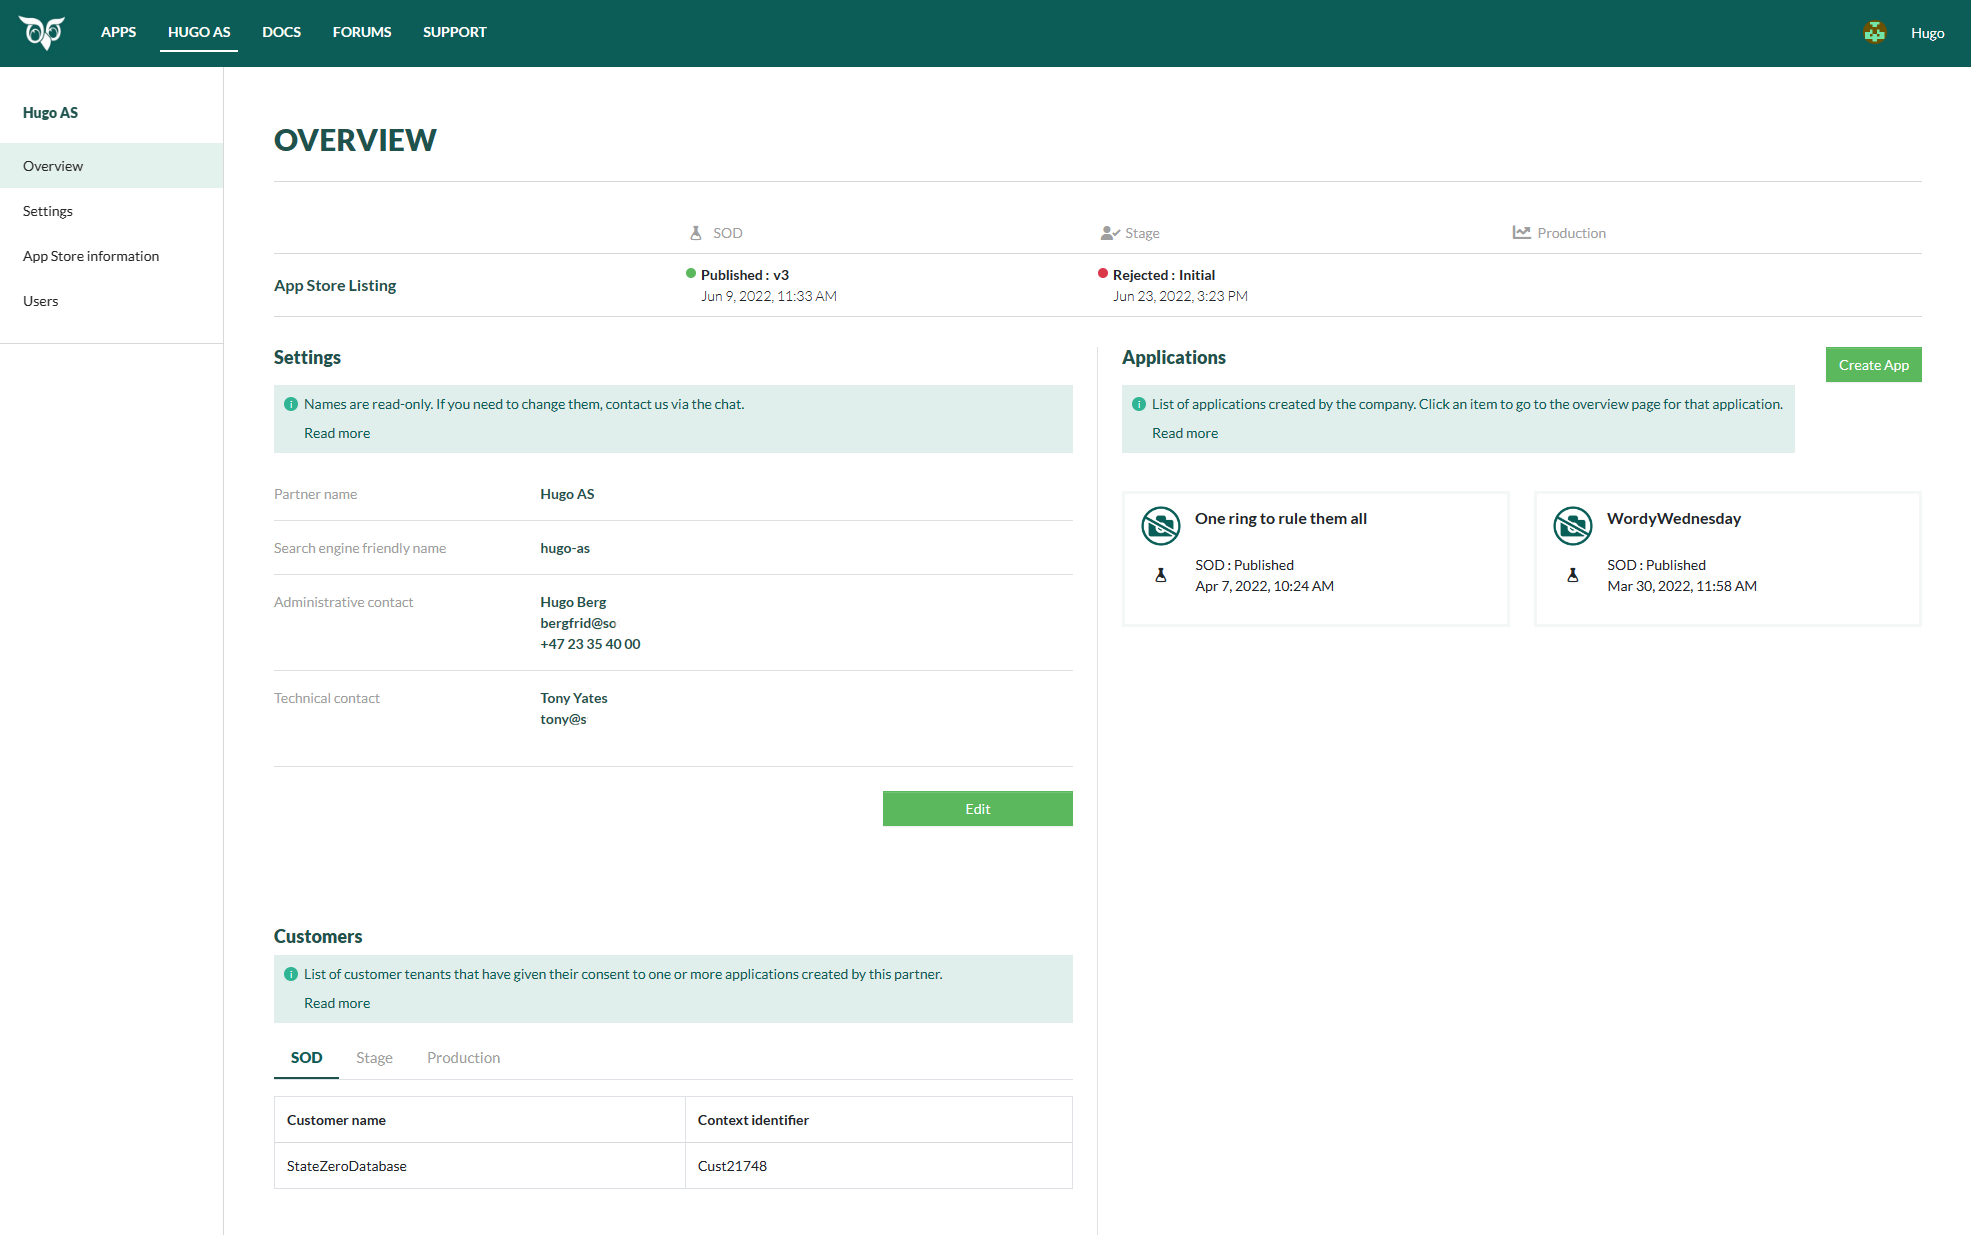 APPS HUGO AS DOCS FORUMS SUPPORT Hugo
Hugo AS
Overview
Settings
App Store information
Users
OVERVIEW
SOD Stage Production
App Store Listing
Published : v3
Jun 9, 2022, 11:33 AM
Rejected : Initial
Jun 23, 2022, 3:23 PM
Settings
Names are read-only. If you need to change them, contact us via the chat.
Read more
Partner name Hugo AS
Search engine friendly name hugo-as
Administrative contact Hugo Berg
bergfrid@so
+47 23 35 40 00
Technical contact Tony Yates
tony@s
Edit
Customers
List of customer tenants that have given their consent to one or more applications created by this partner.
Read more
SOD Stage Production
Customer name Context identifier
StateZeroDatabase Cust21748
Applications
Create App
List of applications created by the company. Click an item to go to the overview page for that application.
Read more
One ring to rule them all
SOD : Published
Apr 7, 2022, 10:24 AM
WordyWednesday
SOD : Published
Mar 30, 2022, 11:58 AM